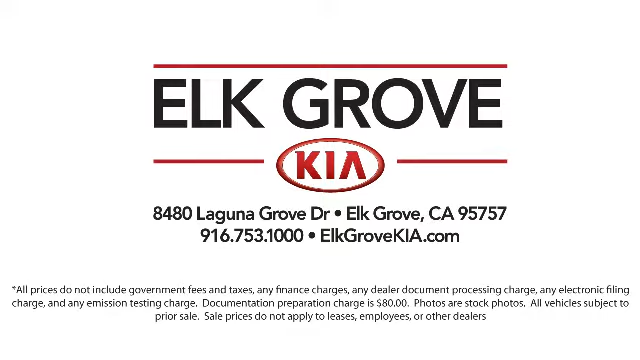 ELK GROVE
KIA
8480 Laguna Grove Dr • Elk Grove, CA 95757
916.753.1000 • ElkGroveKIA.com
*All prices do not include government fees and taxes, any finance charges, any dealer document processing charge, any electronic filing
charge, and any emission testing charge.  Documentation preparation charge is $80.00.  Photos are stock photos.  All vehicles subject to
prior sale.  Sale prices do not apply to leases, employees, or other dealers